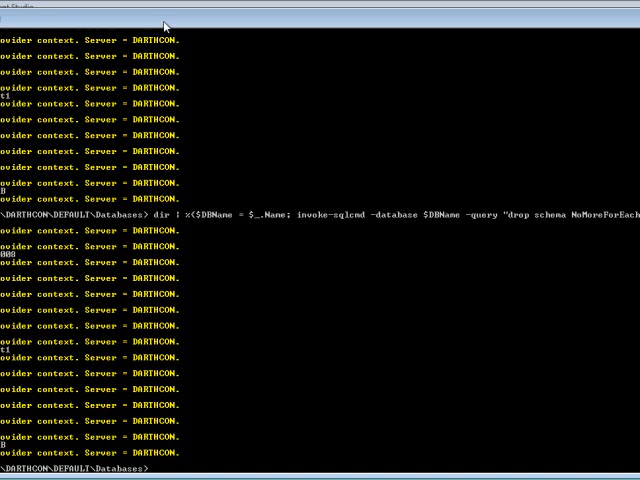 ent Studio
ovider context. Server = DARTHCON.
ovider context. Server = DARTHCON.
ovider context. Server = DARTHCON.
ovider context. Server = DARTHCON.
t1
ovider context. Server = DARTHCON.
ovider context. Server = DARTHCON.
ovider context. Server = DARTHCON.
ovider context. Server = DARTHCON.
ovider context. Server = DARTHCON.
ovider context. Server = DARTHCON.
B
ovider context. Server = DARTHCON.
\DARTHCON\DEFAULT\Databases> dir | %{$DBName = $_.Name; invoke-sqlcmd -database $DBName -query "drop schema NoMoreForEach
ovider context. Server = DARTHCON.
ovider context. Server = DARTHCON.
008
ovider context. Server = DARTHCON.
ovider context. Server = DARTHCON.
ovider context. Server = DARTHCON.
ovider context. Server = DARTHCON.
ovider context. Server = DARTHCON.
ovider context. Server = DARTHCON.
t1
ovider context. Server = DARTHCON.
ovider context. Server = DARTHCON.
ovider context. Server = DARTHCON.
ovider context. Server = DARTHCON.
ovider context. Server = DARTHCON.
ovider context. Server = DARTHCON.
B
ovider context. Server = DARTHCON.
\DARTHCON\DEFAULT\Databases>